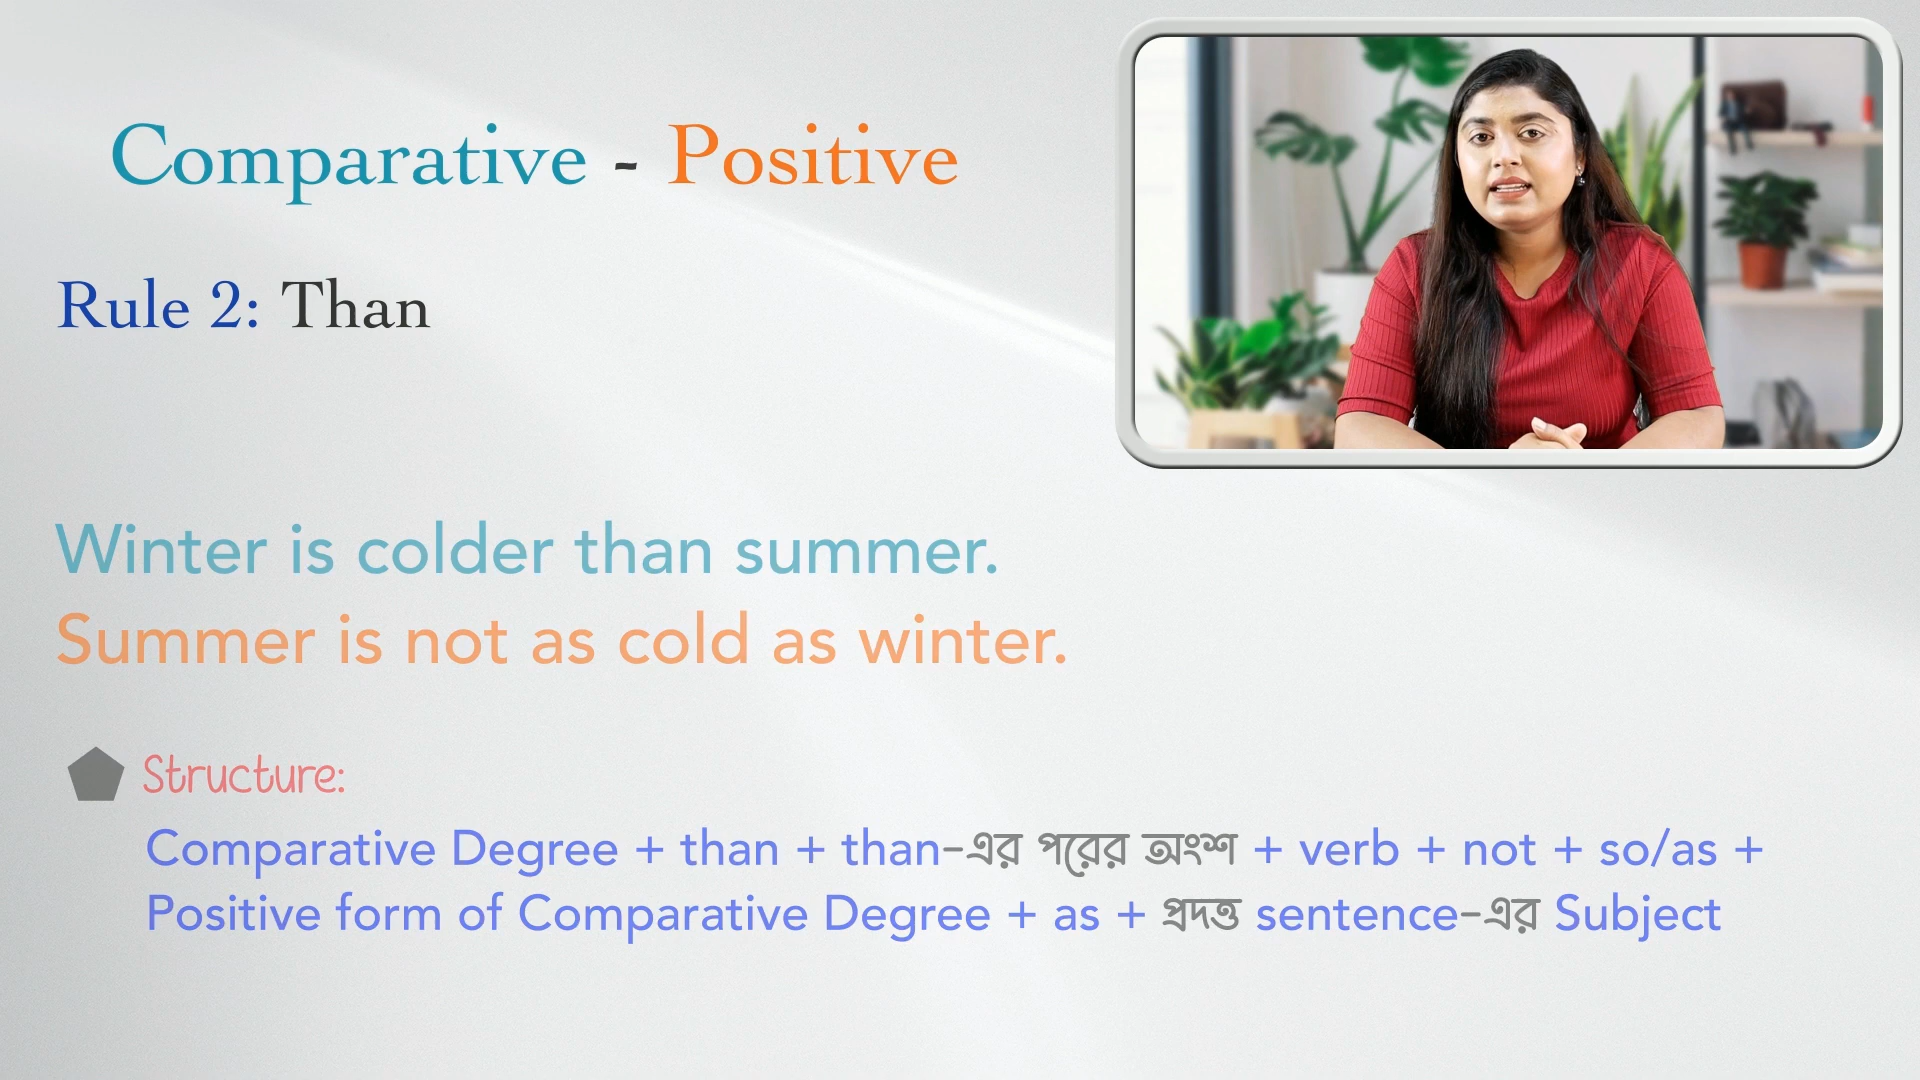 Comparative - Positive
Rule 2: Than
Winter is colder than summer.
Summer is not as cold as winter.
Structure:
Comparative Degree + than + than-এর পরের অংশ + verb + not + so/as +
Positive form of Comparative Degree + as + প্রদত্ত sentence-এর Subject